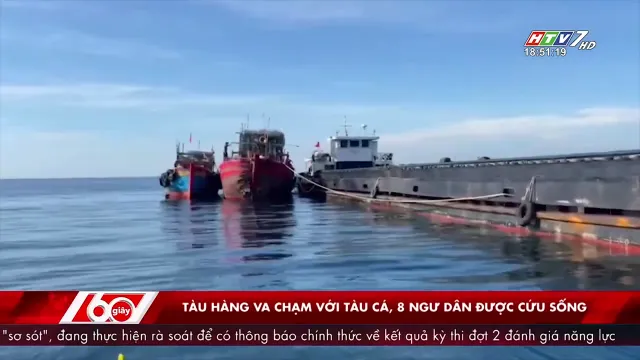 HTV7 HD
18:51:19
60 giây
TÀU HÀNG VA CHẠM VỚI TÀU CÁ, 8 NGƯ DÂN ĐƯỢC CỨU SỐNG
"sơ sót", đang thực hiện rà soát để có thông báo chính thức về kết quả kỳ thi đợt 2 đánh giá năng lực